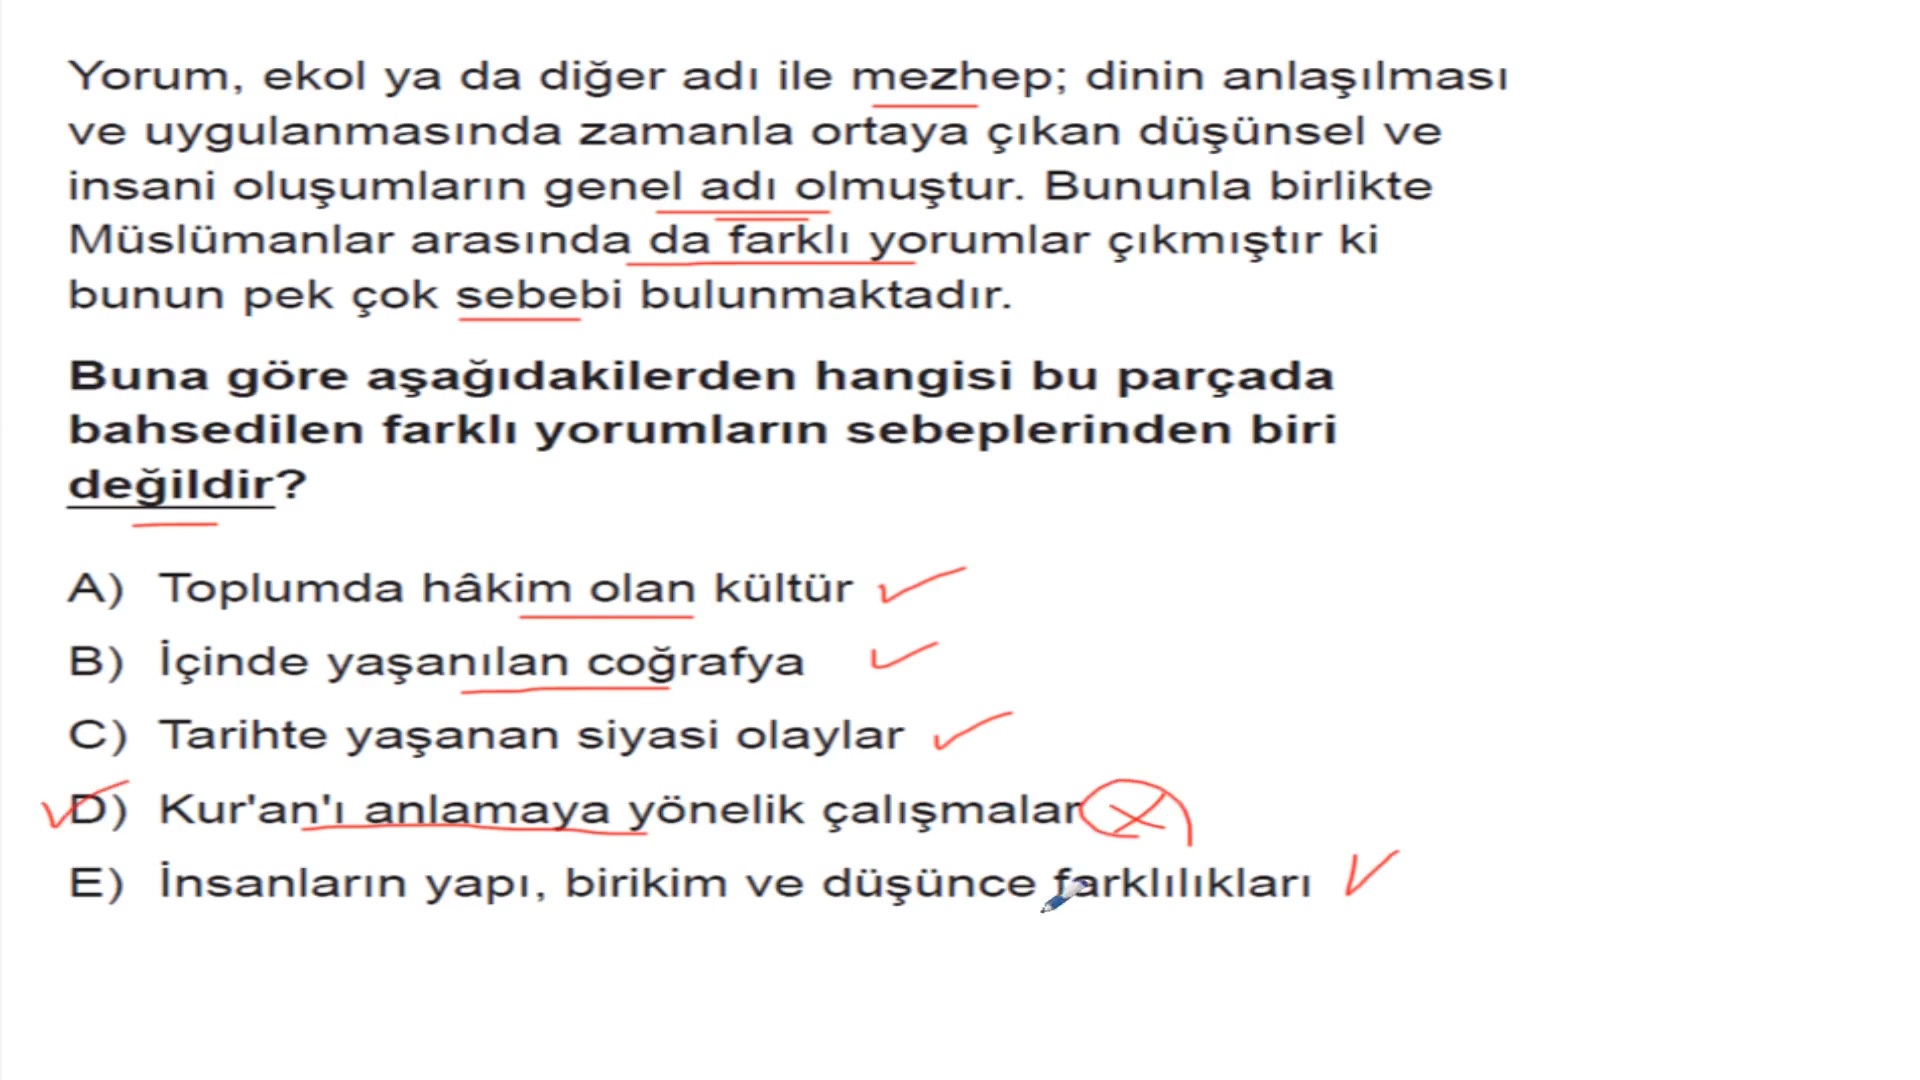 Yorum, ekol ya da diğer adı ile mezhep; dinin anlaşılması
ve uygulanmasında zamanla ortaya çıkan düşünsel ve
insani oluşumların genel adı olmuştur. Bununla birlikte
Müslümanlar arasında da farklı yorumlar çıkmıştır ki
bunun pek çok sebebi bulunmaktadır.
Buna göre aşağıdakilerden hangisi bu parçada
bahsedilen farklı yorumların sebeplerinden biri
değildir?
A) Toplumda hâkim olan kültür
B) İçinde yaşanılan coğrafya
C) Tarihte yaşanan siyasi olaylar
D) Kur'an'ı anlamaya yönelik çalışmalar
E) İnsanların yapı, birikim ve düşünce farklılıkları